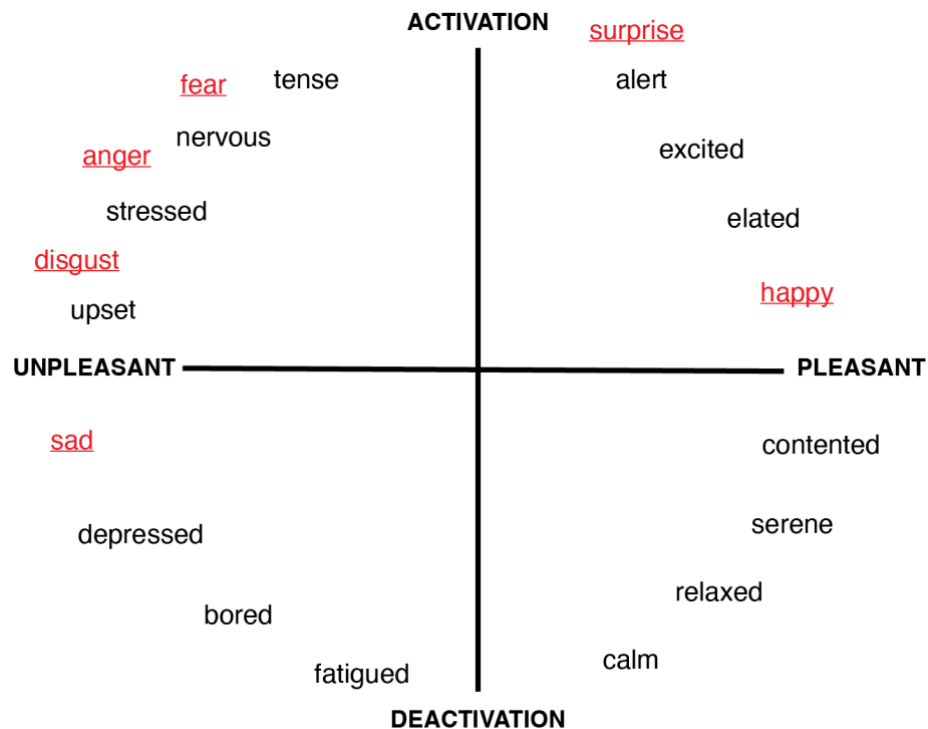 ACTIVATION
surprise
fear
tense
alert
nervous
anger
excited
stressed
elated
disgust
happy
upset
UNPLEASANT
PLEASANT
sad
contented
depressed
serene
relaxed
bored
calm
fatigued
DEACTIVATION